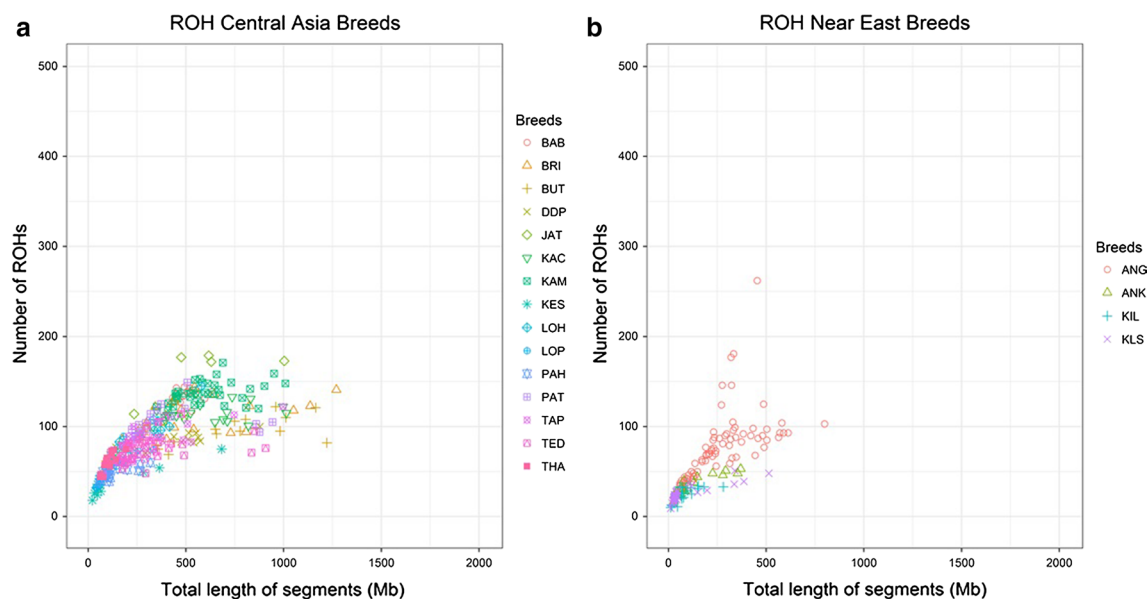 a
ROH Central Asia Breeds
500
400
300
200
100
0
0 500 1000 1500 2000
Number of ROHs
Total length of segments (Mb)
Breeds
BAB
BRI
BUT
DDP
JAT
KAC
KAM
KES
LOH
LOP
PAH
PAT
TAP
TED
THA
b
ROH Near East Breeds
500
400
300
200
100
0
0 500 1000 1500 2000
Number of ROHs
Total length of segments (Mb)
Breeds
ANG
ANK
KIL
KLS